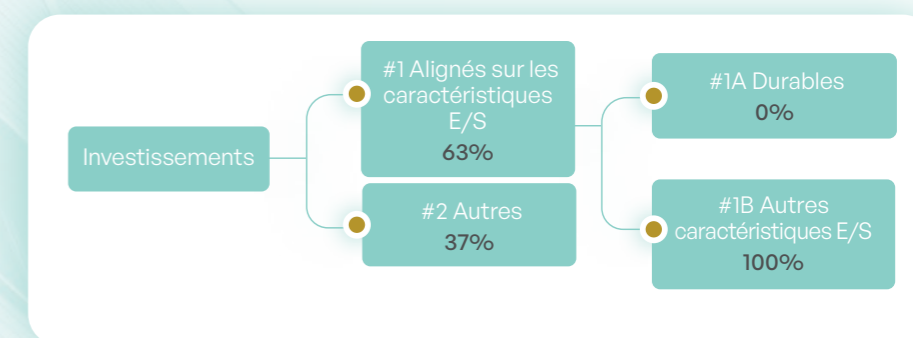 Investissements
#1 Alignés sur les
caractéristiques
E/S
63%
#2 Autres
37%
#1A Durables
0%
#1B Autres
caractéristiques E/S
100%